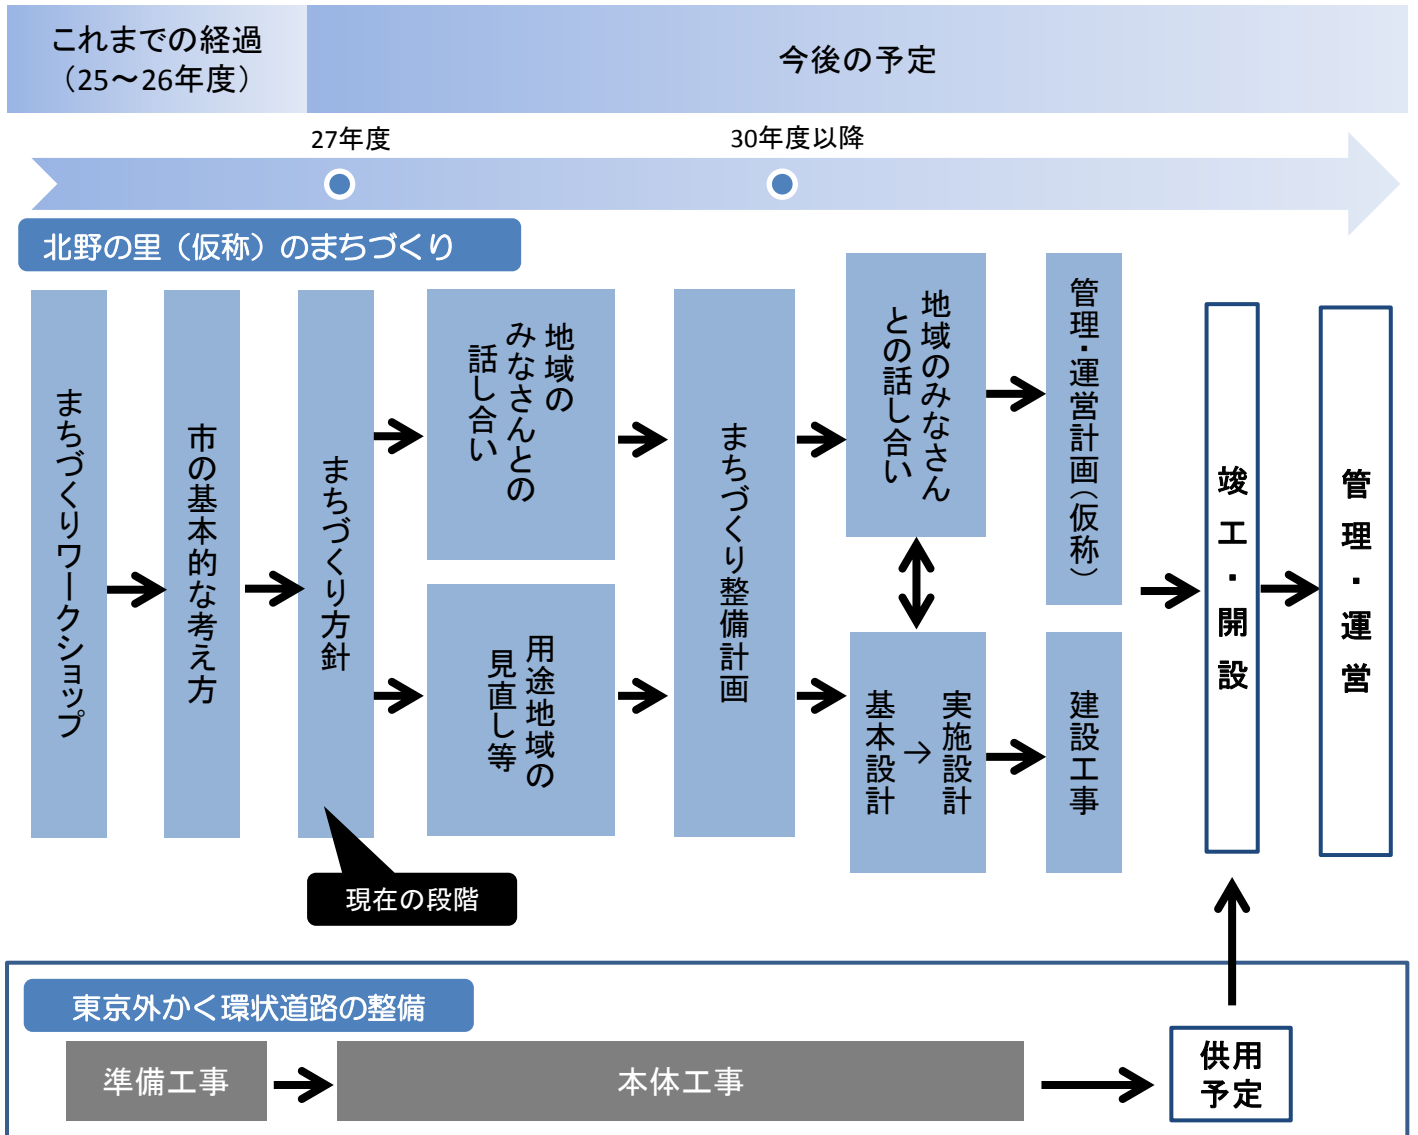 これまでの経過
（25～26年度）
今後の予定
27年度
30年度以降
北野の里（仮称）のまちづくり
まちづくりワークショップ
市の基本的な考え方
まちづくり方針
地域の
みなさんとの
話し合い
用途地域の
見直し等
まちづくり整備計画
地域のみなさん
との話し合い
基本設計
→
実施設計
管理・運営計画（仮称）
建設工事
竣工・開設
管理・運営
現在の段階
東京外かく環状道路の整備
準備工事
本体工事
供用
予定